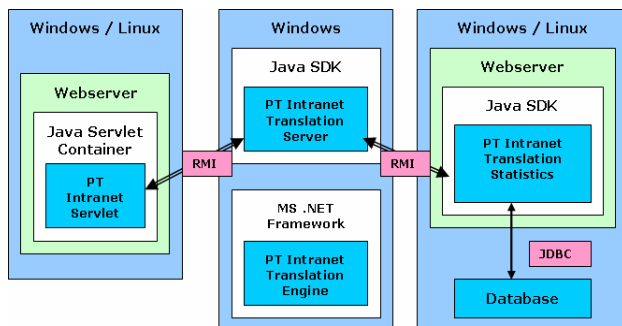 Windows / Linux
Webserver
Java Servlet
Container
PT
Intranet
Servlet
RMI
Windows
Java SDK
PT Intranet
Translation
Server
MS .NET
Framework
PT Intranet
Translation
Engine
RMI
Windows / Linux
Webserver
Java SDK
PT Intranet
Translation
Statistics
JDBC
Database